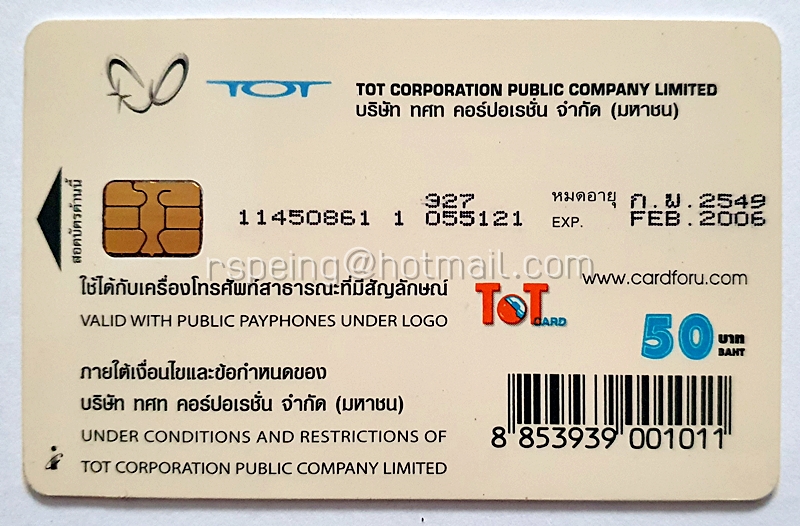 TOT
TOT CORPORATION PUBLIC COMPANY LIMITED
บริษัท ทศท คอร์ปอเรชั่น จำกัด (มหาชน)
สอดบัตรด้านนี้
927
11450861 1 055121
หมดอายุ ก.พ.2549
EXP. FEB.2006
rspeing@hotmail.com
www.cardforu.com
ใช้ได้กับเครื่องโทรศัพท์สาธารณะที่มีสัญลักษณ์
VALID WITH PUBLIC PAYPHONES UNDER LOGO
TOT CARD
50 บาท
BAHT
ภายใต้เงื่อนไขและข้อกำหนดของ
บริษัท ทศท คอร์ปอเรชั่น จำกัด (มหาชน)
UNDER CONDITIONS AND RESTRICTIONS OF
TOT CORPORATION PUBLIC COMPANY LIMITED
8 853939 001011